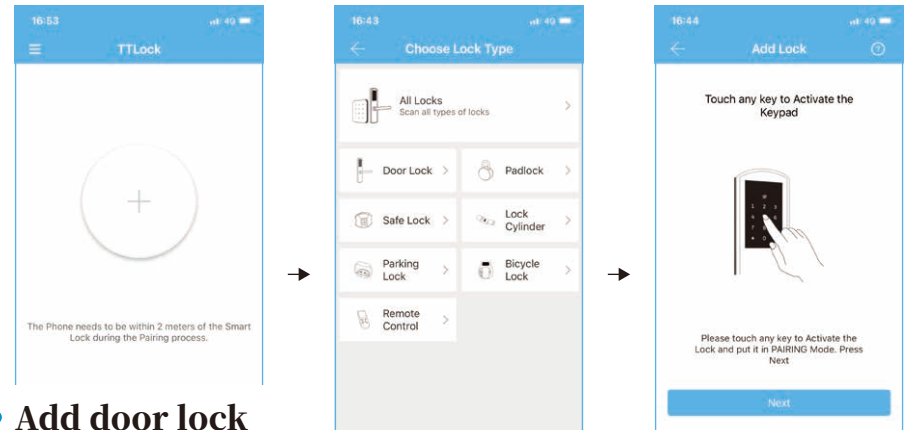 16:53
4G
TTLock
+
The Phone needs to be within 2 meters of the Smart
Lock during the Pairing process.
Add door lock
16:43
4G
Choose Lock Type
All Locks
Scan all types of locks
Door Lock
Padlock
Safe Lock
Lock
Cylinder
Parking
Lock
Bicycle
Lock
Remote
Control
16:44
4G
Add Lock
?
Touch any key to Activate the
Keypad
Please touch any key to Activate the
Lock and put it in PAIRING Mode. Press
Next
Next